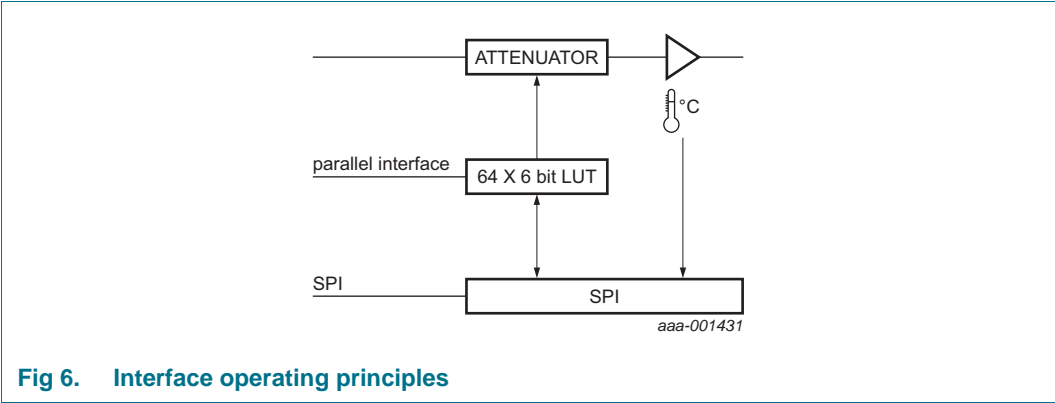 ATTENUATOR
°C
parallel interface
64 X 6 bit LUT
SPI
SPI
aaa-001431
Fig 6. Interface operating principles